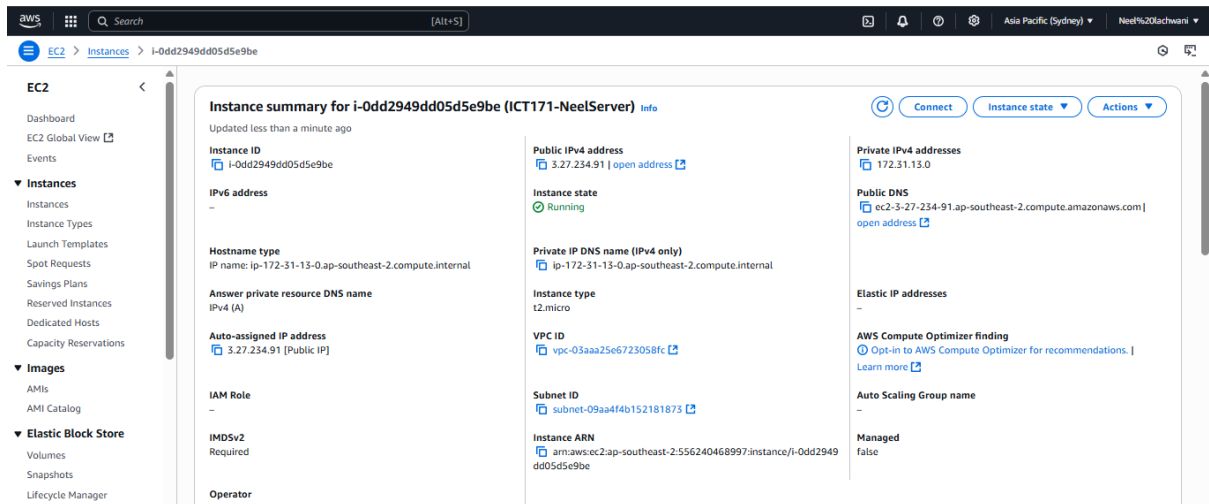 aws
Search [Alt+S] Asia Pacific (Sydney) Neel%20lachwani
EC2 > Instances > i-0dd2949dd05d5e9be
EC2
Dashboard
EC2 Global View
Events
Instances
Instances
Instance Types
Launch Templates
Spot Requests
Savings Plans
Reserved Instances
Dedicated Hosts
Capacity Reservations
Images
AMIs
AMI Catalog
Elastic Block Store
Volumes
Snapshots
Lifecycle Manager
Instance summary for i-0dd2949dd05d5e9be (ICT171-NeelServer) Info
Connect Instance state Actions
Updated less than a minute ago
Instance ID
i-0dd2949dd05d5e9be
Public IPv4 address
3.27.234.91 | open address
Private IPv4 addresses
172.31.13.0
IPv6 address
–
Instance state
Running
Public DNS
ec2-3-27-234-91.ap-southeast-2.compute.amazonaws.com |
open address
Hostname type
IP name: ip-172-31-13-0.ap-southeast-2.compute.internal
Private IP DNS name (IPv4 only)
ip-172-31-13-0.ap-southeast-2.compute.internal
Answer private resource DNS name
IPv4 (A)
Instance type
t2.micro
Elastic IP addresses
–
Auto-assigned IP address
3.27.234.91 [Public IP]
VPC ID
vpc-03aaa25e6723058fc
AWS Compute Optimizer finding
Opt-in to AWS Compute Optimizer for recommendations. |
Learn more
IAM Role
–
Subnet ID
subnet-09aa4f4b152181873
Auto Scaling Group name
–
IMDSv2
Required
Instance ARN
arn:aws:ec2:ap-southeast-2:556240468997:instance/i-0dd2949
dd05d5e9be
Managed
false
Operator